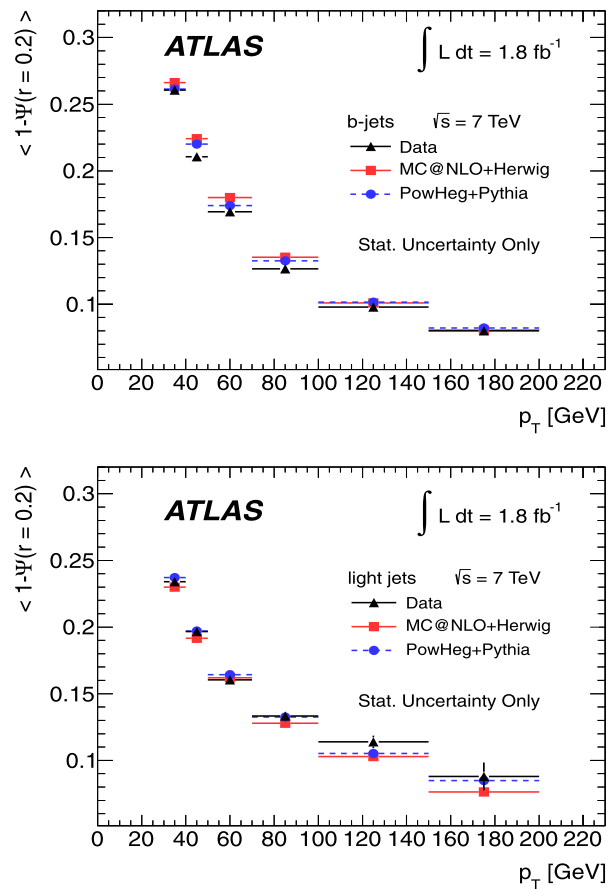 < 1-Ψ(r = 0.2) >
0.3
0.25
0.2
0.15
0.1
ATLAS
∫ L dt = 1.8 fb⁻¹
b-jets √s = 7 TeV
Data
MC@NLO+Herwig
PowHeg+Pythia
Stat. Uncertainty Only
0 20 40 60 80 100 120 140 160 180 200 220
p_T [GeV]
< 1-Ψ(r = 0.2) >
0.3
0.25
0.2
0.15
0.1
ATLAS
∫ L dt = 1.8 fb⁻¹
light jets √s = 7 TeV
Data
MC@NLO+Herwig
PowHeg+Pythia
Stat. Uncertainty Only
0 20 40 60 80 100 120 140 160 180 200 220
p_T [GeV]